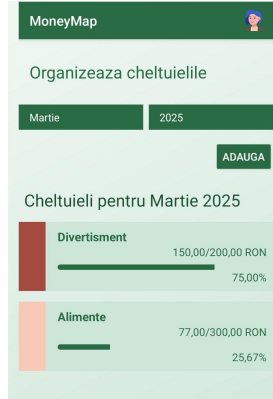 MoneyMap
Organizeaza cheltuielile
Martie 2025
ADAUGA
Cheltuieli pentru Martie 2025
Divertisment
150,00/200,00 RON
75,00%
Alimente
77,00/300,00 RON
25,67%